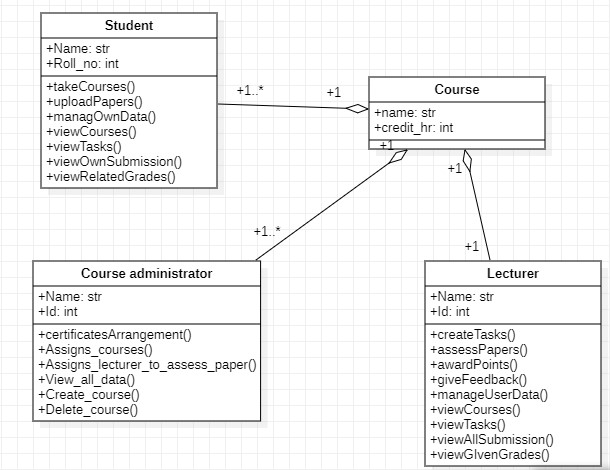 Student
+Name: str
+Roll_no: int
+takeCourses()
+uploadPapers()
+managOwnData()
+viewCourses()
+viewTasks()
+viewOwnSubmission()
+viewRelatedGrades()
+1..*
+1
Course
+name: str
+credit_hr: int
+1
+1
+1..*
+1
Course administrator
+Name: str
+Id: int
+certificatesArrangement()
+Assigns_courses()
+Assigns_lecturer_to_assess_paper()
+View_all_data()
+Create_course()
+Delete_course()
Lecturer
+Name: str
+Id: int
+createTasks()
+assessPapers()
+awardPoints()
+giveFeedback()
+manageUserData()
+viewCourses()
+viewTasks()
+viewAllSubmission()
+viewGIvenGrades()